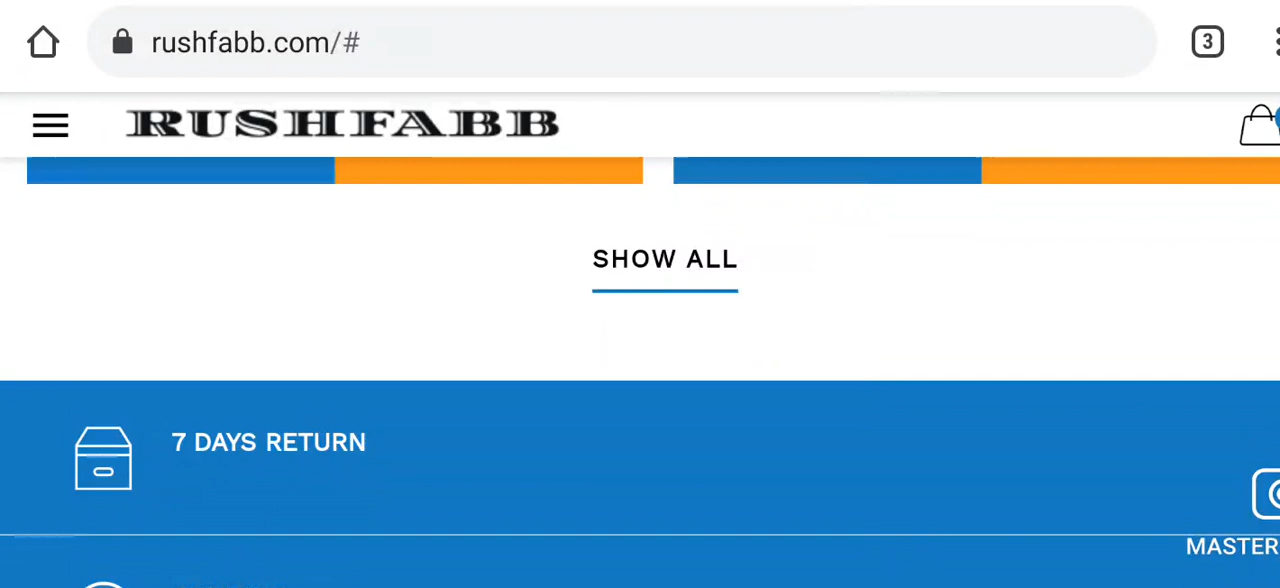 rushfabb.com/#
3
RUSHFABB
SHOW ALL
7 DAYS RETURN
MASTER